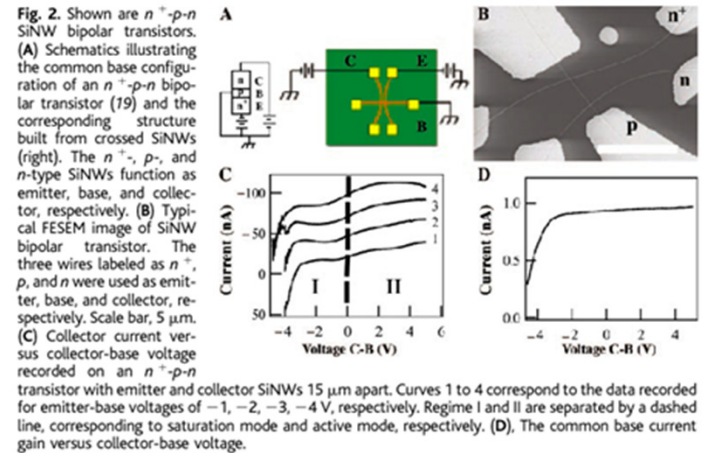 Fig. 2. Shown are n⁺-p-n
SiNW bipolar transistors.
(A) Schematics illustrating
the common base configu-
ration of an n⁺-p-n bipo-
lar transistor (19) and the
corresponding structure
built from crossed SiNWs
(right). The n⁺-, p-, and
n-type SiNWs function as
emitter, base, and collec-
tor, respectively. (B) Typi-
cal FESEM image of SiNW
bipolar transistor. The
three wires labeled as n⁺,
p, and n were used as emit-
ter, base, and collector, re-
spectively. Scale bar, 5 μm.
(C) Collector current ver-
sus collector-base voltage
recorded on an n⁺-p-n
transistor with emitter and collector SiNWs 15 μm apart. Curves 1 to 4 correspond to the data recorded
for emitter-base voltages of −1, −2, −3, −4 V, respectively. Regime I and II are separated by a dashed
line, corresponding to saturation mode and active mode, respectively. (D), The common base current
gain versus collector-base voltage.
A
n C
p B
n⁺ E
C E
B
B
n⁺
n
p
C
Current (nA)
-100
-50
0
50
4
3
2
1
I II
-4 -2 0 2 4 6
Voltage C-B (V)
D
Current (nA)
1.0
0.5
0.0
-4 -2 0 2 4
Voltage C-B (V)